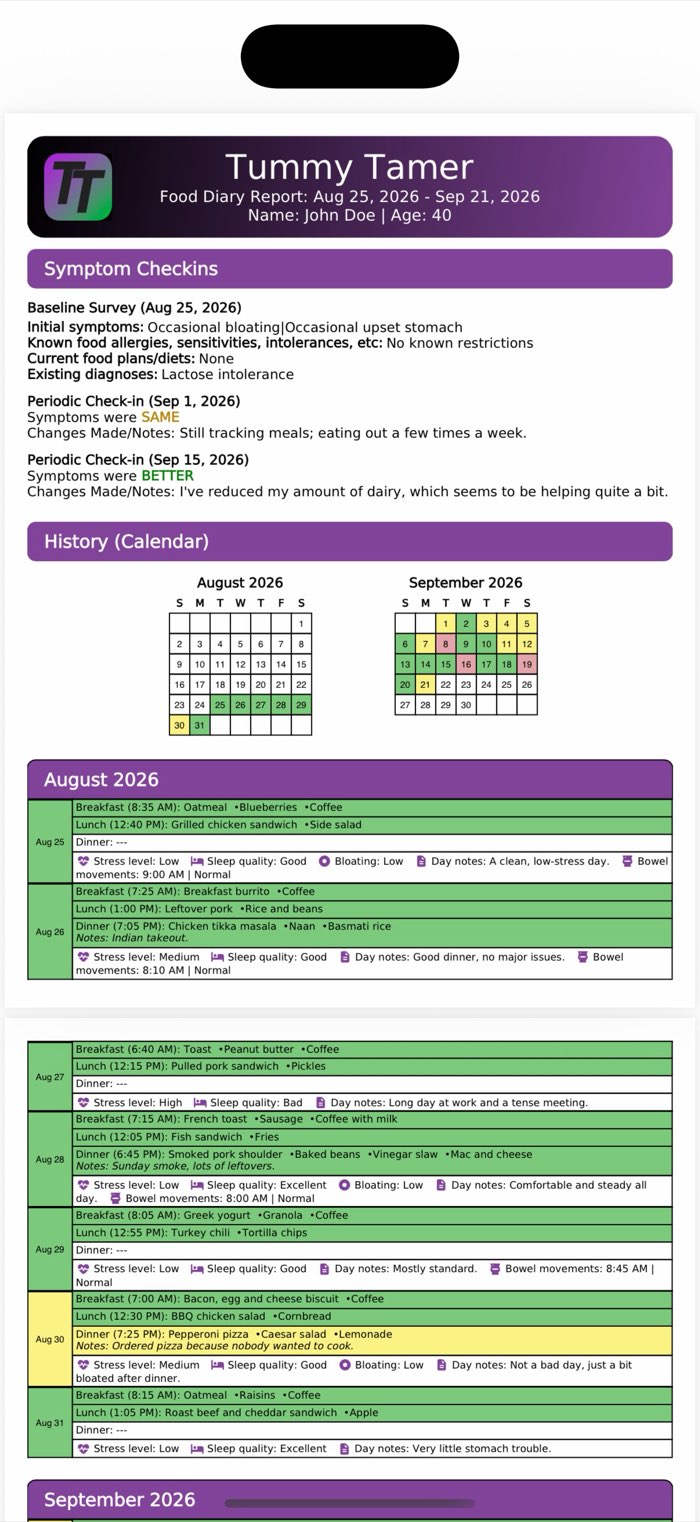 TT
Tummy Tamer
Food Diary Report: Aug 25, 2026 - Sep 21, 2026
Name: John Doe | Age: 40
Symptom Checkins
Baseline Survey (Aug 25, 2026)
Initial symptoms: Occasional bloating|Occasional upset stomach
Known food allergies, sensitivities, intolerances, etc: No known restrictions
Current food plans/diets: None
Existing diagnoses: Lactose intolerance
Periodic Check-in (Sep 1, 2026)
Symptoms were SAME
Changes Made/Notes: Still tracking meals; eating out a few times a week.
Periodic Check-in (Sep 15, 2026)
Symptoms were BETTER
Changes Made/Notes: I've reduced my amount of dairy, which seems to be helping quite a bit.
History (Calendar)
August 2026
S M T W T F S
1
2 3 4 5 6 7 8
9 10 11 12 13 14 15
16 17 18 19 20 21 22
23 24 25 26 27 28 29
30 31
September 2026
S M T W T F S
1 2 3 4 5
6 7 8 9 10 11 12
13 14 15 16 17 18 19
20 21 22 23 24 25 26
27 28 29 30
August 2026
Aug 25
Breakfast (8:35 AM): Oatmeal •Blueberries •Coffee
Lunch (12:40 PM): Grilled chicken sandwich •Side salad
Dinner: ---
Stress level: Low Sleep quality: Good Bloating: Low Day notes: A clean, low-stress day. Bowel
movements: 9:00 AM | Normal
Aug 26
Breakfast (7:25 AM): Breakfast burrito •Coffee
Lunch (1:00 PM): Leftover pork •Rice and beans
Dinner (7:05 PM): Chicken tikka masala •Naan •Basmati rice
Notes: Indian takeout.
Stress level: Medium Sleep quality: Good Day notes: Good dinner, no major issues. Bowel
movements: 8:10 AM | Normal
Aug 27
Breakfast (6:40 AM): Toast •Peanut butter •Coffee
Lunch (12:15 PM): Pulled pork sandwich •Pickles
Dinner: ---
Stress level: High Sleep quality: Bad Day notes: Long day at work and a tense meeting.
Aug 28
Breakfast (7:15 AM): French toast •Sausage •Coffee with milk
Lunch (12:05 PM): Fish sandwich •Fries
Dinner (6:45 PM): Smoked pork shoulder •Baked beans •Vinegar slaw •Mac and cheese
Notes: Sunday smoke, lots of leftovers.
Stress level: Low Sleep quality: Excellent Bloating: Low Day notes: Comfortable and steady all
day. Bowel movements: 8:00 AM | Normal
Aug 29
Breakfast (8:05 AM): Greek yogurt •Granola •Coffee
Lunch (12:55 PM): Turkey chili •Tortilla chips
Dinner: ---
Stress level: Low Sleep quality: Good Day notes: Mostly standard. Bowel movements: 8:45 AM |
Normal
Aug 30
Breakfast (7:00 AM): Bacon, egg and cheese biscuit •Coffee
Lunch (12:30 PM): BBQ chicken salad •Cornbread
Dinner (7:25 PM): Pepperoni pizza •Caesar salad •Lemonade
Notes: Ordered pizza because nobody wanted to cook.
Stress level: Medium Sleep quality: Good Bloating: Low Day notes: Not a bad day, just a bit
bloated after dinner.
Aug 31
Breakfast (8:15 AM): Oatmeal •Raisins •Coffee
Lunch (1:05 PM): Roast beef and cheddar sandwich •Apple
Dinner: ---
Stress level: Low Sleep quality: Excellent Day notes: Very little stomach trouble.
September 2026